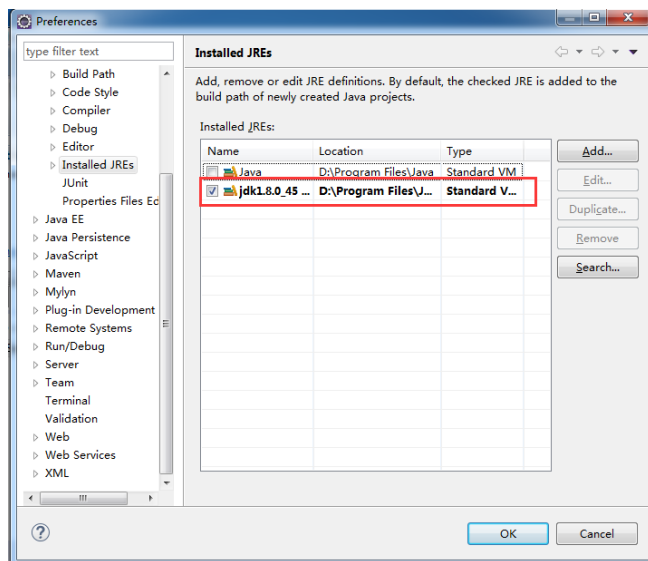 Preferences
type filter text
Installed JREs
Build Path
Code Style
Compiler
Debug
Editor
Installed JREs
JUnit
Properties Files Ed
Java EE
Java Persistence
JavaScript
Maven
Mylyn
Plug-in Development
Remote Systems
Run/Debug
Server
Team
Terminal
Validation
Web
Web Services
XML
Add, remove or edit JRE definitions. By default, the checked JRE is added to the
build path of newly created Java projects.
Installed JREs:
Name Location Type
Java D:\Program Files\Java Standard VM
jdk1.8.0_45 ... D:\Program Files\J... Standard V...
Add...
Edit...
Duplicate...
Remove
Search...
OK Cancel